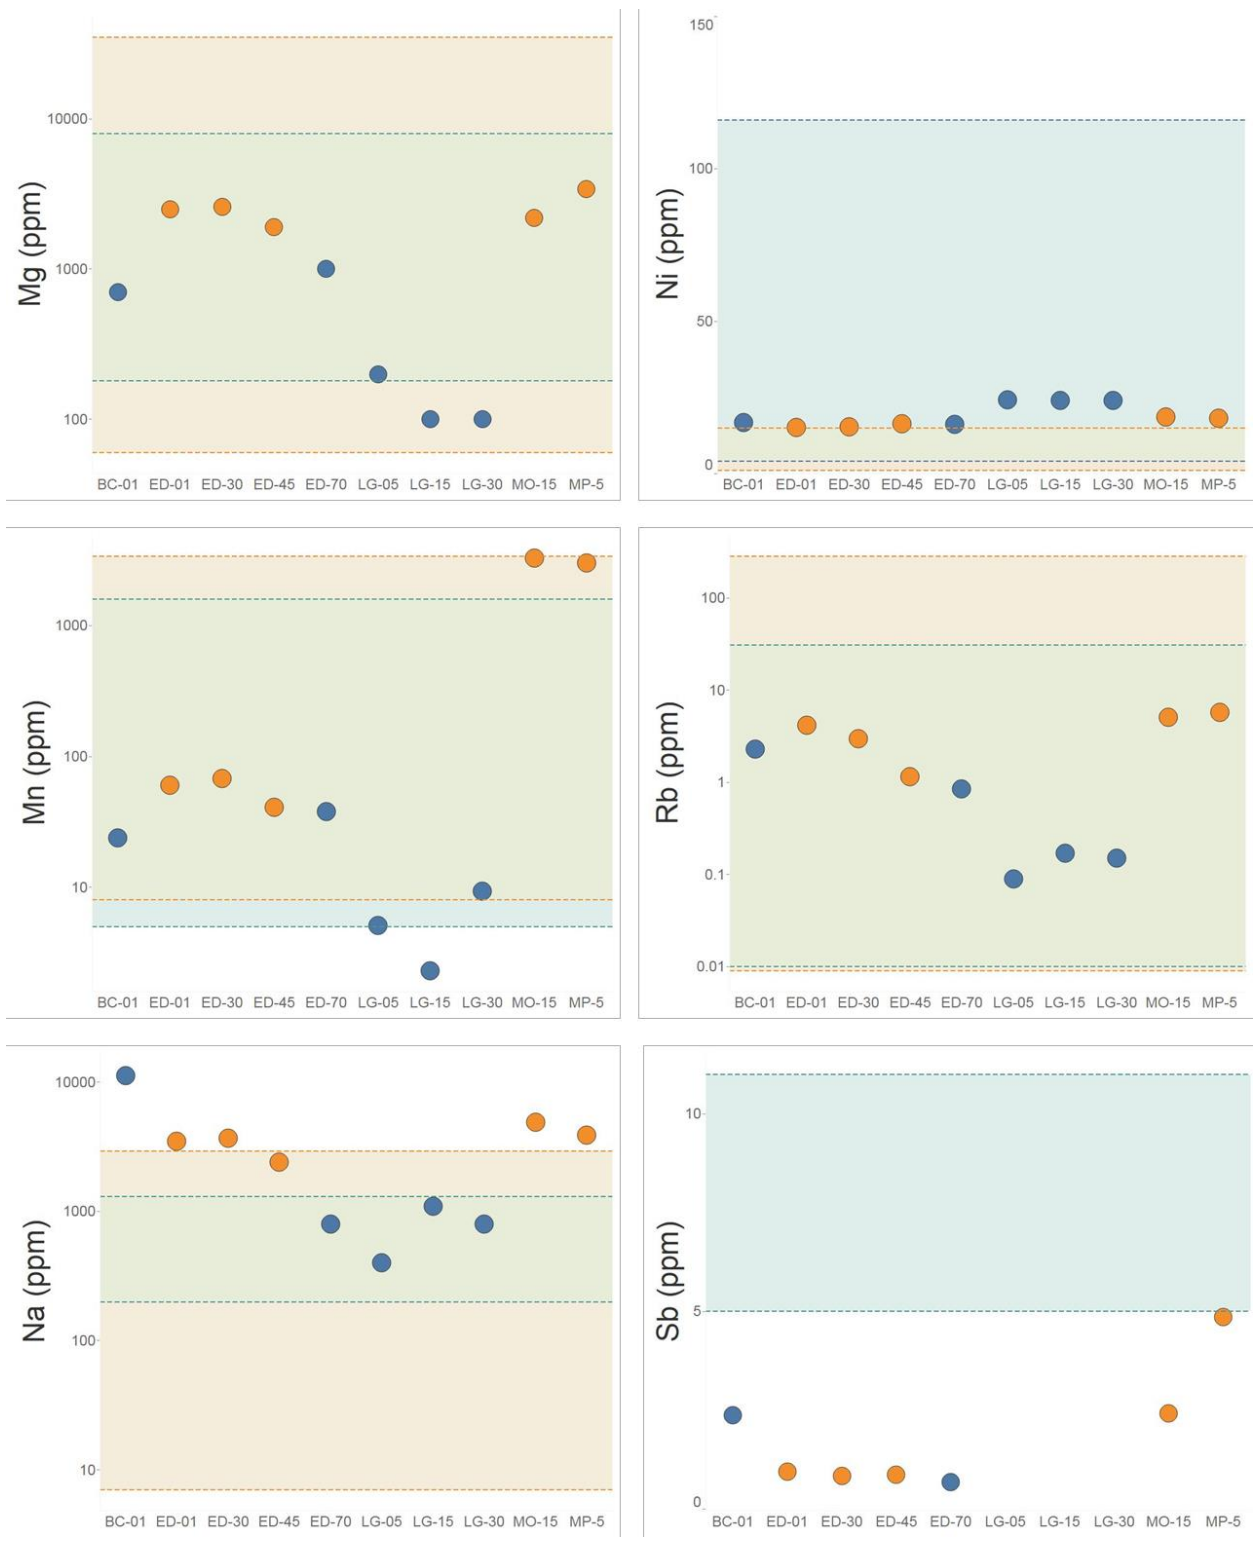 Mg (ppm)
10000
1000
100
BC-01 ED-01 ED-30 ED-45 ED-70 LG-05 LG-15 LG-30 MO-15 MP-5
Ni (ppm)
150
100
50
0
BC-01 ED-01 ED-30 ED-45 ED-70 LG-05 LG-15 LG-30 MO-15 MP-5
Mn (ppm)
1000
100
10
BC-01 ED-01 ED-30 ED-45 ED-70 LG-05 LG-15 LG-30 MO-15 MP-5
Rb (ppm)
100
10
1
0.1
0.01
BC-01 ED-01 ED-30 ED-45 ED-70 LG-05 LG-15 LG-30 MO-15 MP-5
Na (ppm)
10000
1000
100
10
BC-01 ED-01 ED-30 ED-45 ED-70 LG-05 LG-15 LG-30 MO-15 MP-5
Sb (ppm)
10
5
0
BC-01 ED-01 ED-30 ED-45 ED-70 LG-05 LG-15 LG-30 MO-15 MP-5